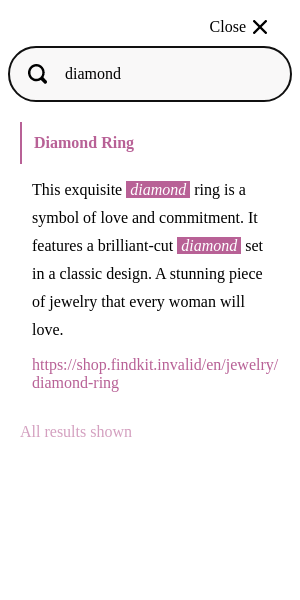 Close
diamond
Diamond Ring
This exquisite diamond ring is a
symbol of love and commitment. It
features a brilliant-cut diamond set
in a classic design. A stunning piece
of jewelry that every woman will
love.
https://shop.findkit.invalid/en/jewelry/
diamond-ring
All results shown